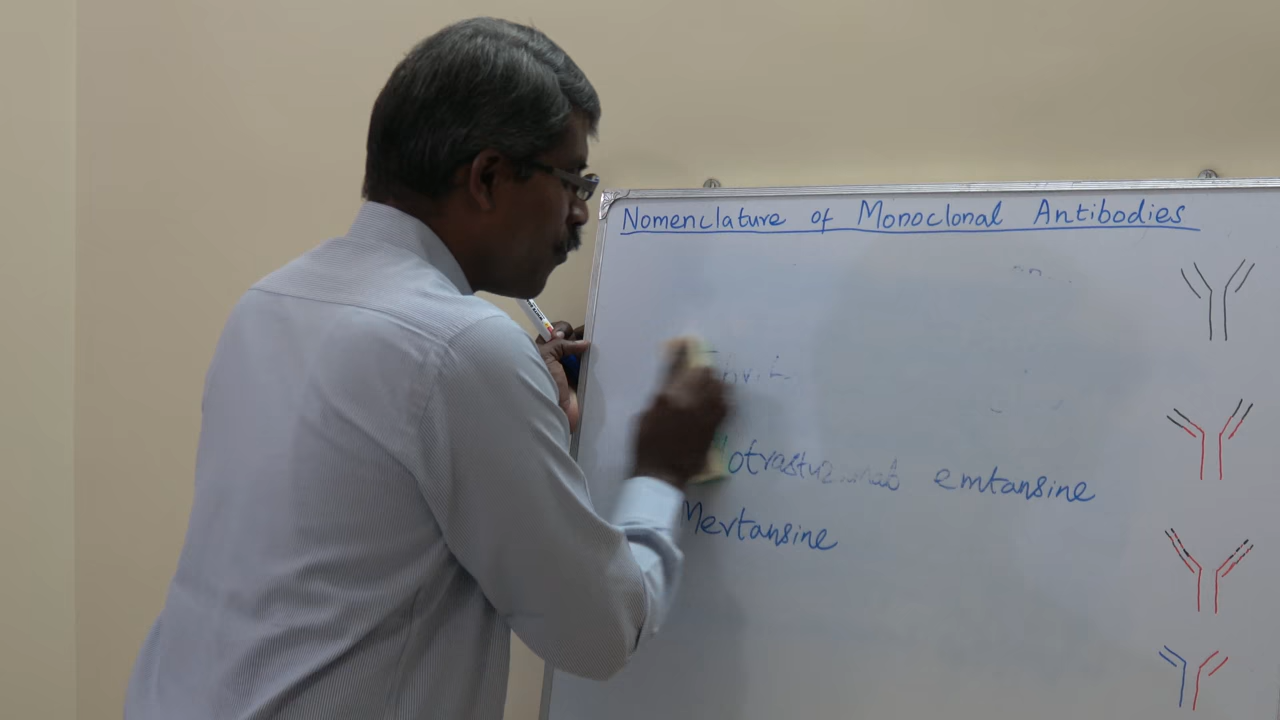 Nomenclature of Monoclonal Antibodies
emtansine
Mertansine